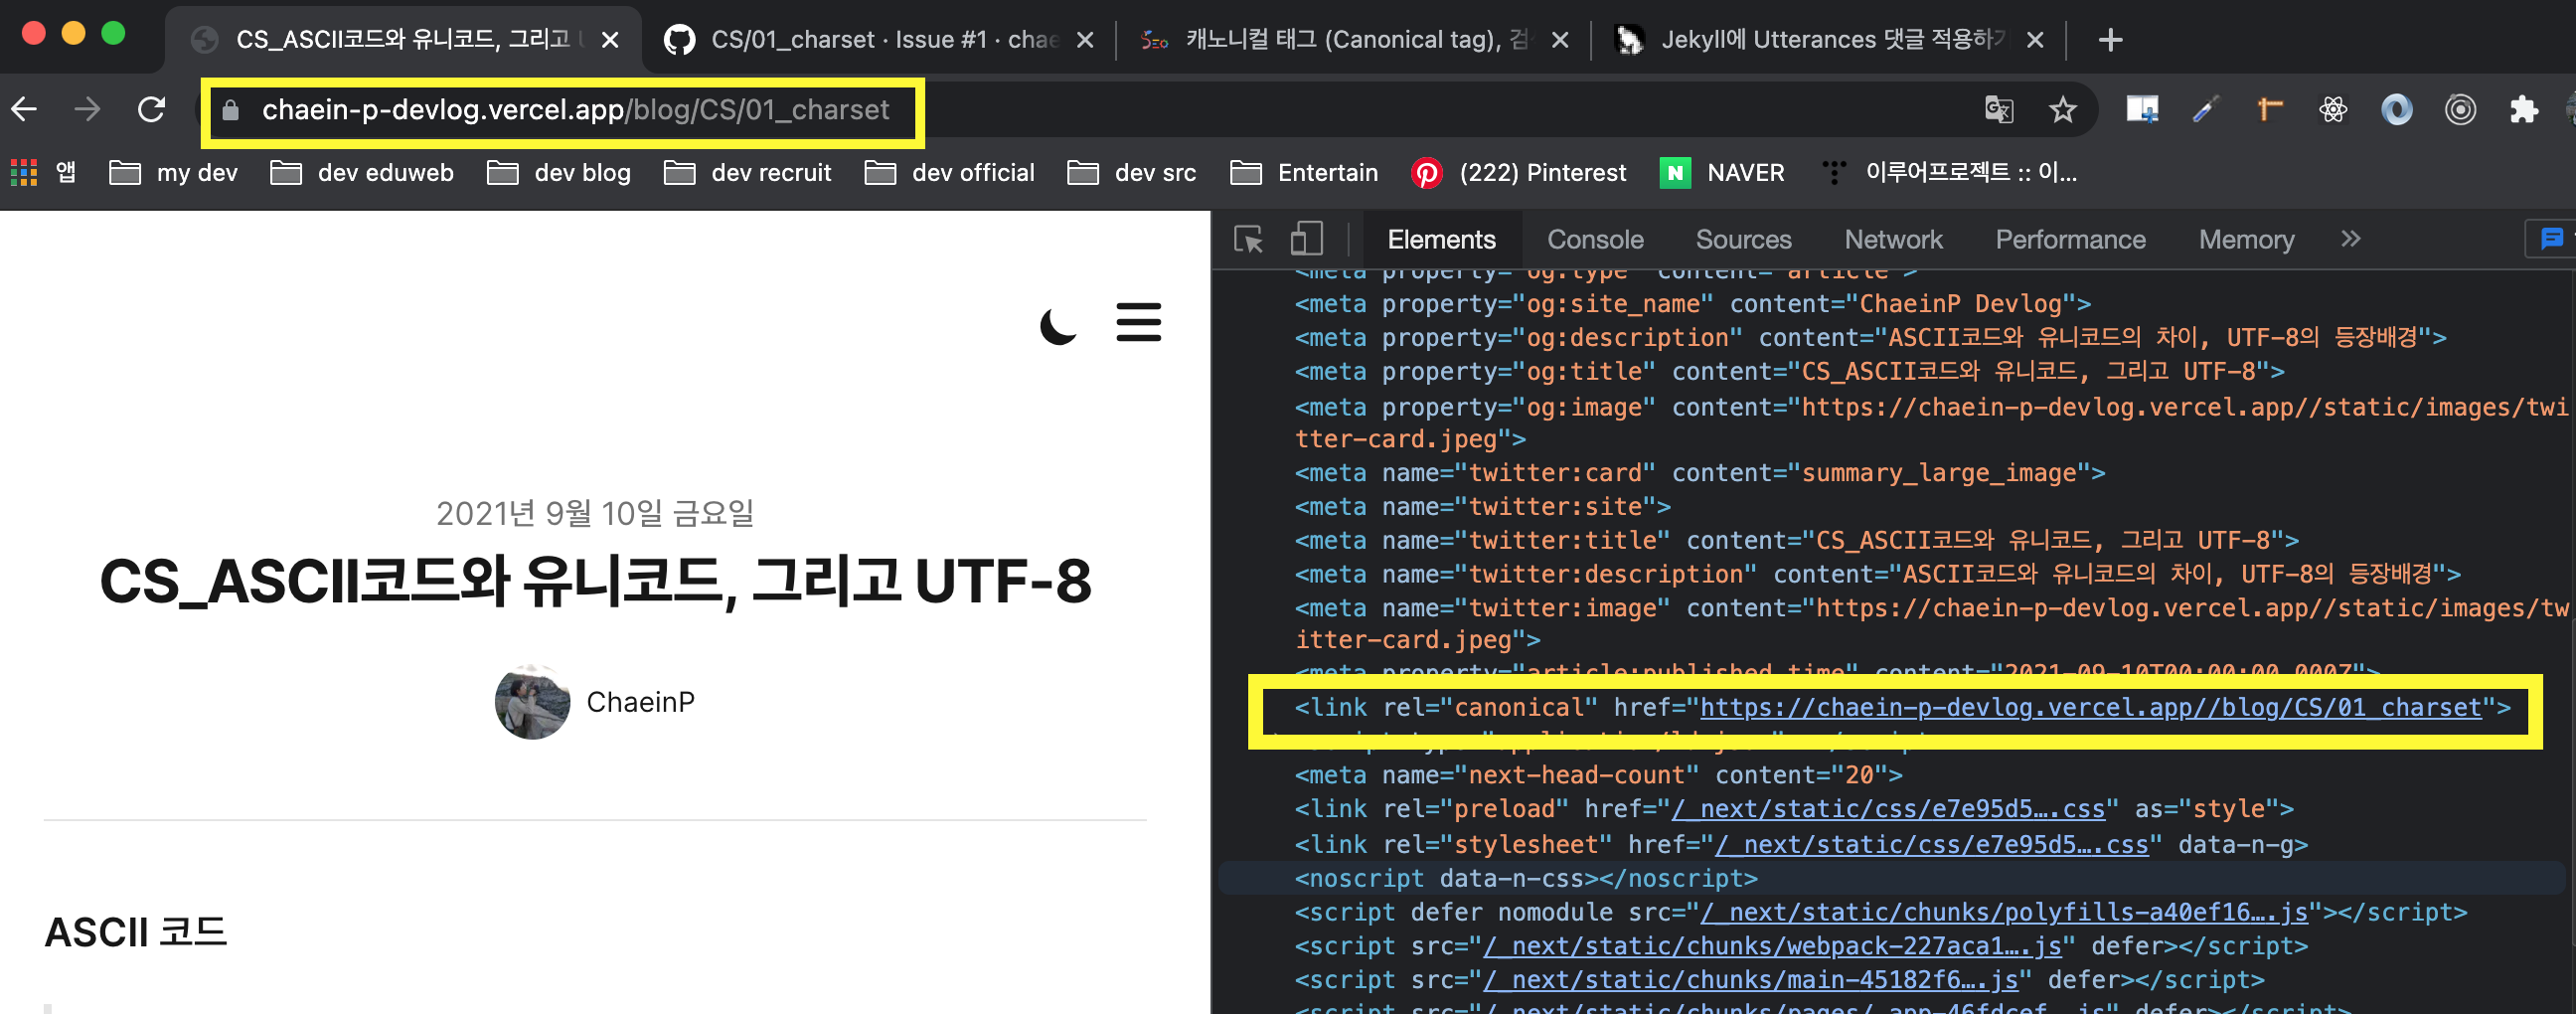 CS_ASCII코드와 유니코드, 그리고
CS/01_charset · Issue #1 · chae
캐노니컬 태그 (Canonical tag), 검
Jekyll에 Utterances 댓글 적용하기
chaein-p-devlog.vercel.app/blog/CS/01_charset
앱 my dev dev eduweb dev blog dev recruit dev official dev src Entertain (222) Pinterest NAVER 이루어프로젝트 :: 이...
2021년 9월 10일 금요일
CS_ASCII코드와 유니코드, 그리고 UTF-8
ChaeinP
ASCII 코드
Elements Console Sources Network Performance Memory »
<meta property="og:type" content="article">
<meta property="og:site_name" content="ChaeinP Devlog">
<meta property="og:description" content="ASCII코드와 유니코드의 차이, UTF-8의 등장배경">
<meta property="og:title" content="CS_ASCII코드와 유니코드, 그리고 UTF-8">
<meta property="og:image" content="https://chaein-p-devlog.vercel.app//static/images/twi
tter-card.jpeg">
<meta name="twitter:card" content="summary_large_image">
<meta name="twitter:site">
<meta name="twitter:title" content="CS_ASCII코드와 유니코드, 그리고 UTF-8">
<meta name="twitter:description" content="ASCII코드와 유니코드의 차이, UTF-8의 등장배경">
<meta name="twitter:image" content="https://chaein-p-devlog.vercel.app//static/images/tw
itter-card.jpeg">
<meta property="article:published_time" content="2021-09-10T00:00:00.000Z">
<link rel="canonical" href="https://chaein-p-devlog.vercel.app//blog/CS/01_charset">
<meta name="next-head-count" content="20">
<link rel="preload" href="/_next/static/css/e7e95d5….css" as="style">
<link rel="stylesheet" href="/_next/static/css/e7e95d5….css" data-n-g>
<noscript data-n-css></noscript>
<script defer nomodule src="/_next/static/chunks/polyfills-a40ef16….js"></script>
<script src="/_next/static/chunks/webpack-227aca1….js" defer></script>
<script src="/_next/static/chunks/main-45182f6….js" defer></script>
<script src="/_next/static/chunks/pages/_app-46fdcef….js" defer></script>